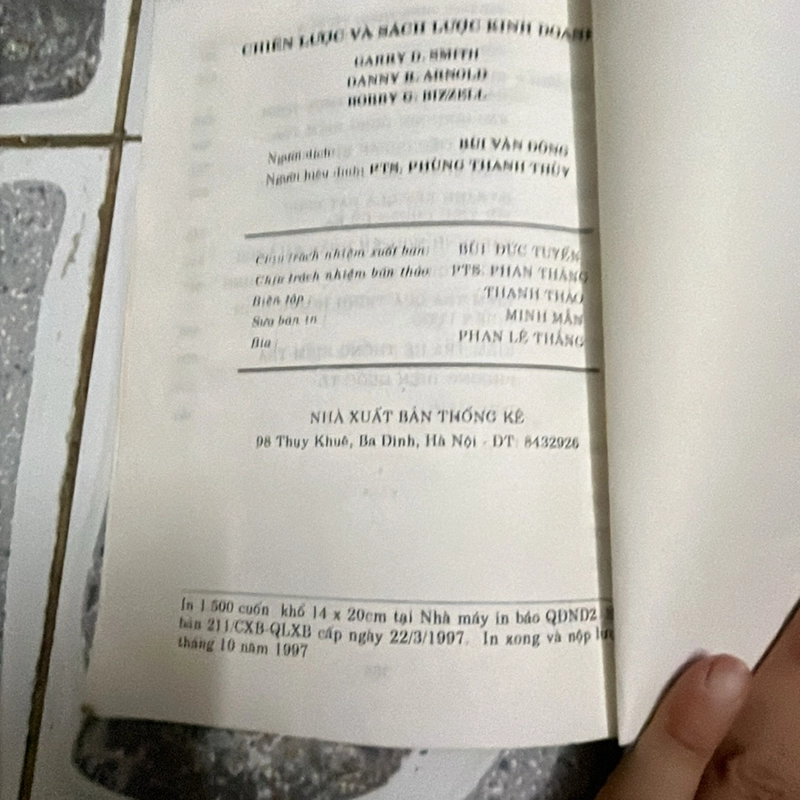 CHIẾN LƯỢC VÀ SÁCH LƯỢC KINH DOANH
GARRY D. SMITH
DANNY R. ARNOLD
BOBBY G. BIZZELL
Người dịch: BÙI VĂN ĐÔNG
Người hiệu đính: PTS. PHÙNG THANH THỦY
Chịu trách nhiệm xuất bản: BÙI ĐỨC TUYẾN
Chịu trách nhiệm bản thảo: PTS. PHAN THĂNG
Biên tập: THANH THẢO
Sửa bản in: MINH MẪN
Bìa: PHAN LÊ THẮNG
NHÀ XUẤT BẢN THỐNG KÊ
98 Thụy Khuê, Ba Đình, Hà Nội - ĐT: 8432926
In 1.500 cuốn khổ 14 x 20cm tại Nhà máy in báo QĐND2
bản 211/CXB-QLXB cấp ngày 22/3/1997. In xong và nộp lưu
tháng 10 năm 1997